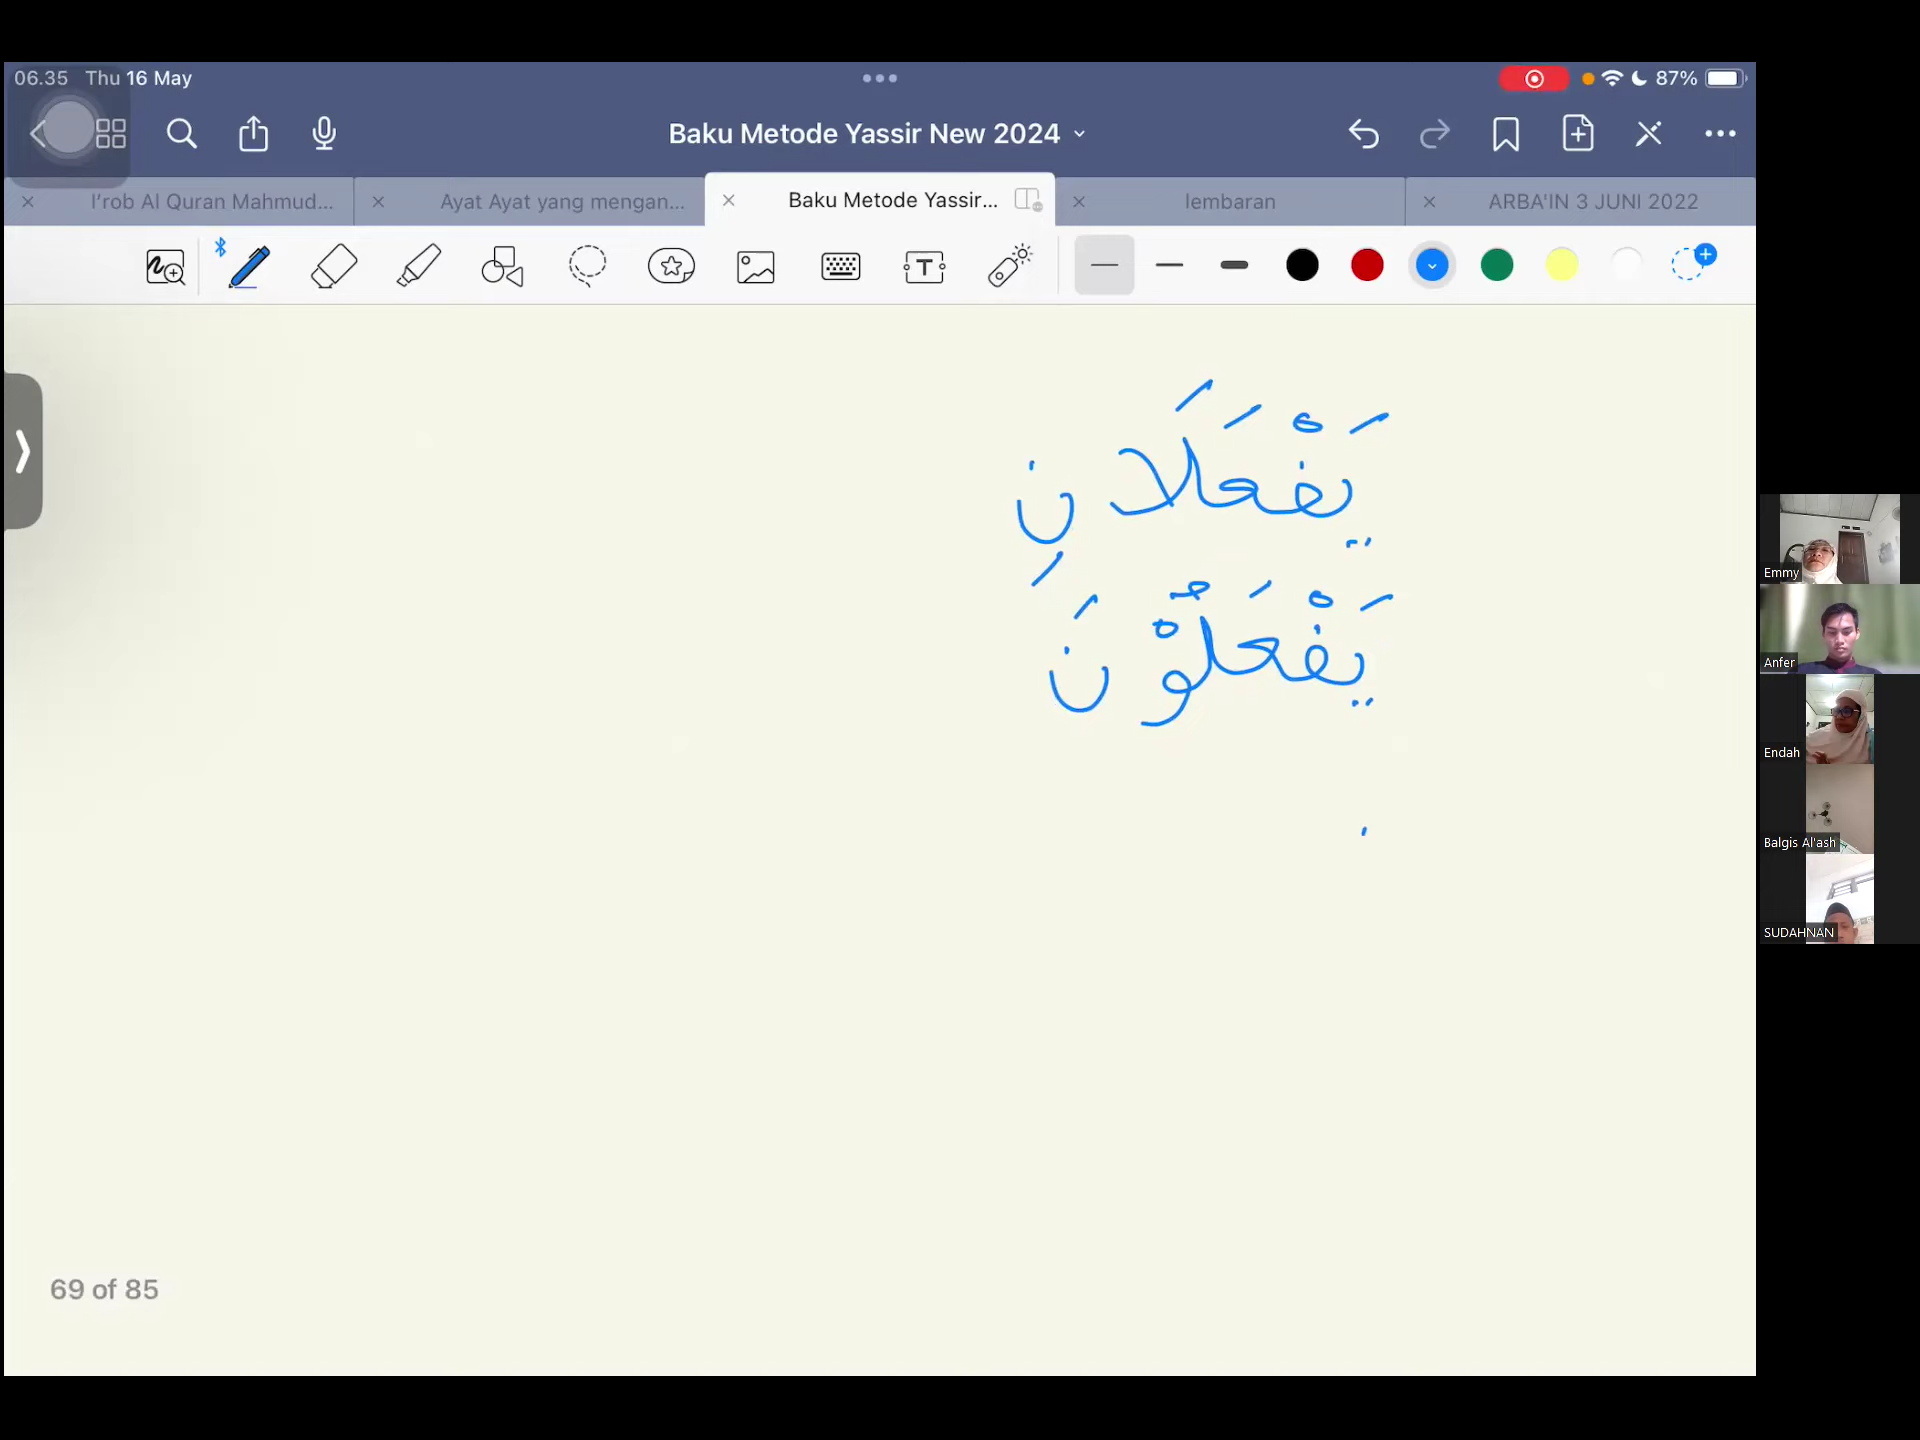 06.35 Thu 16 May
87%
Baku Metode Yassir New 2024
I'rob Al Quran Mahmud...
Ayat Ayat yang mengan...
Baku Metode Yassir...
lembaran
ARBA'IN 3 JUNI 2022
يَفْعَلَانِ
يَفْعَلُوْنَ
Emmy
Anfer
Endah
Balgis Al'ash
SUDAHNAN
69 of 85